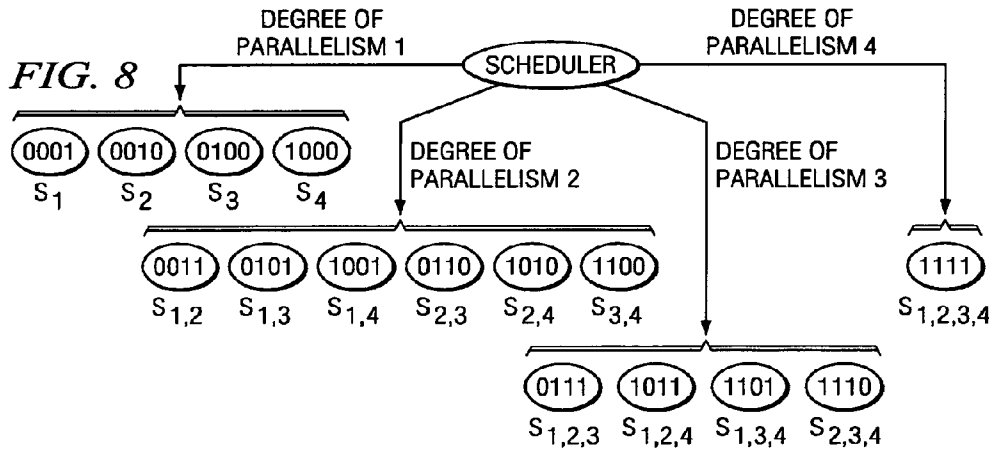 DEGREE OF
PARALLELISM 1
DEGREE OF
PARALLELISM 4
FIG. 8
SCHEDULER
0001 0010 0100 1000
S1 S2 S3 S4
DEGREE OF
PARALLELISM 2
DEGREE OF
PARALLELISM 3
0011 0101 1001 0110 1010 1100
S1,2 S1,3 S1,4 S2,3 S2,4 S3,4
1111
S1,2,3,4
0111 1011 1101 1110
S1,2,3 S1,2,4 S1,3,4 S2,3,4